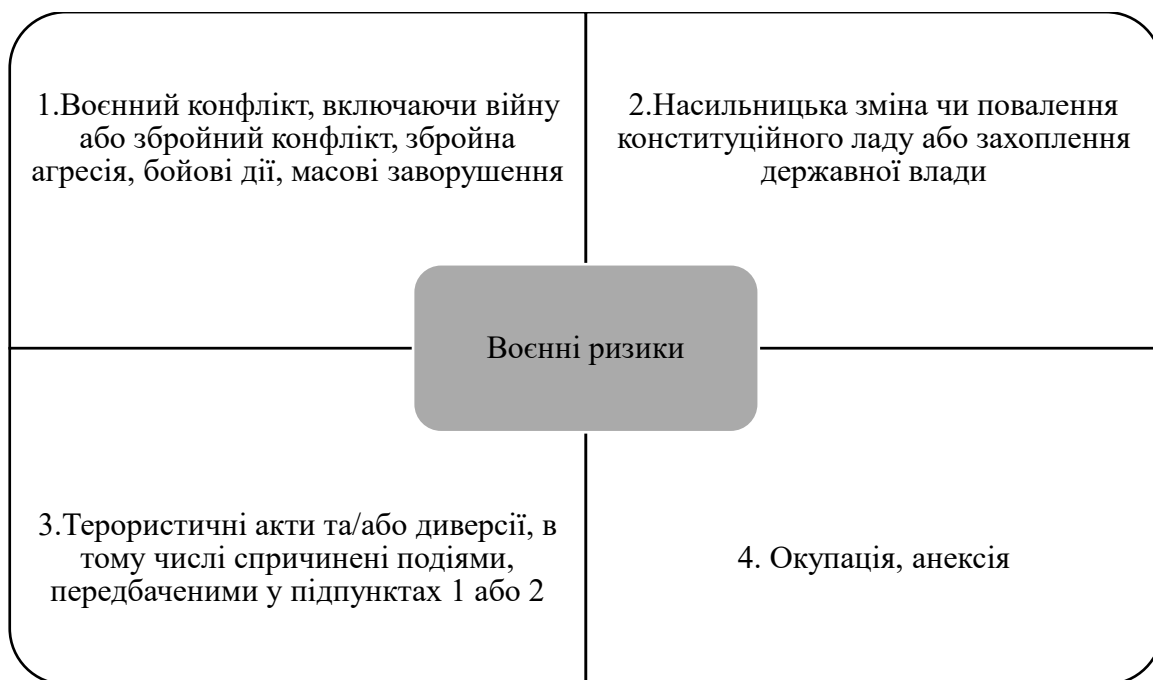 1.Воєнний конфлікт, включаючи війну
або збройний конфлікт, збройна
агресія, бойові дії, масові заворушення
2.Насильницька зміна чи повалення
конституційного ладу або захоплення
державної влади
Воєнні ризики
3.Терористичні акти та/або диверсії, в
тому числі спричинені подіями,
передбаченими у підпунктах 1 або 2
4. Окупація, анексія